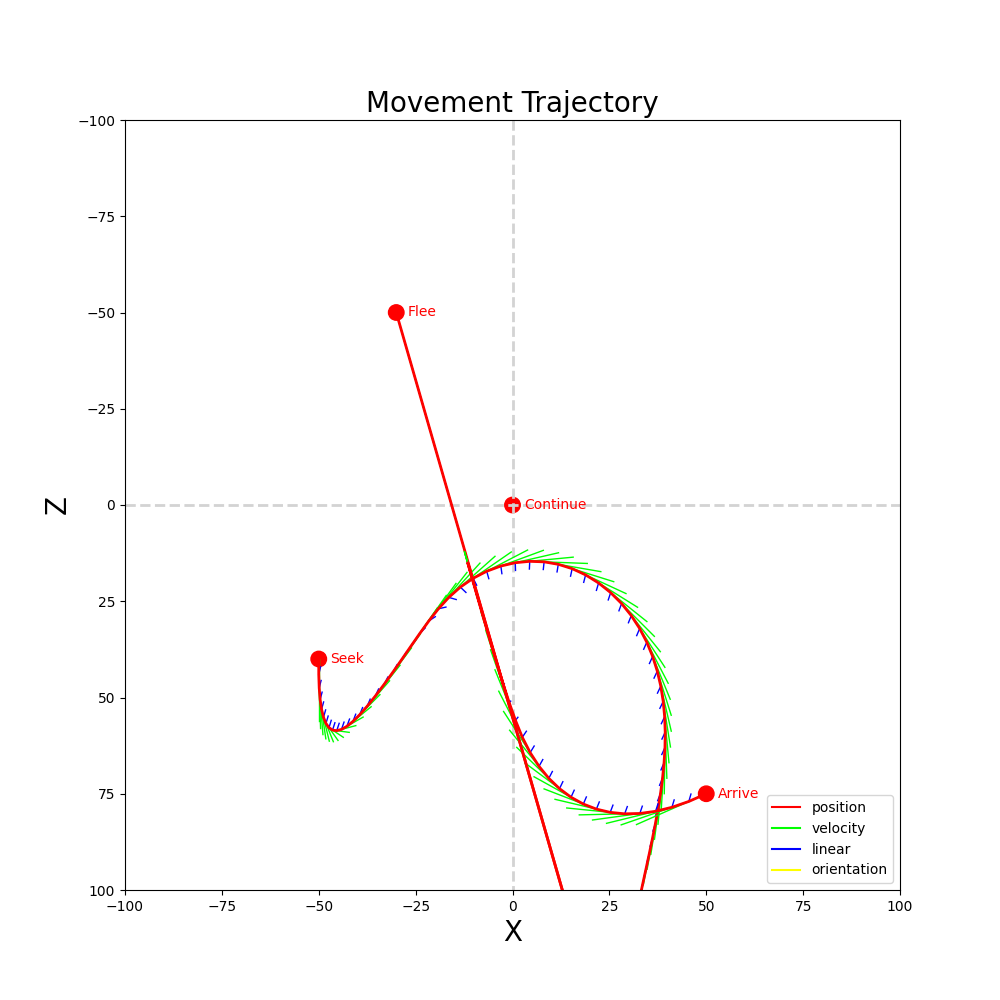 Movement Trajectory
−100
−75
−50
−25
0
25
50
75
100
Z
Flee
Continue
Seek
Arrive
position
velocity
linear
orientation
−100
−75
−50
−25
0
25
50
75
100
X